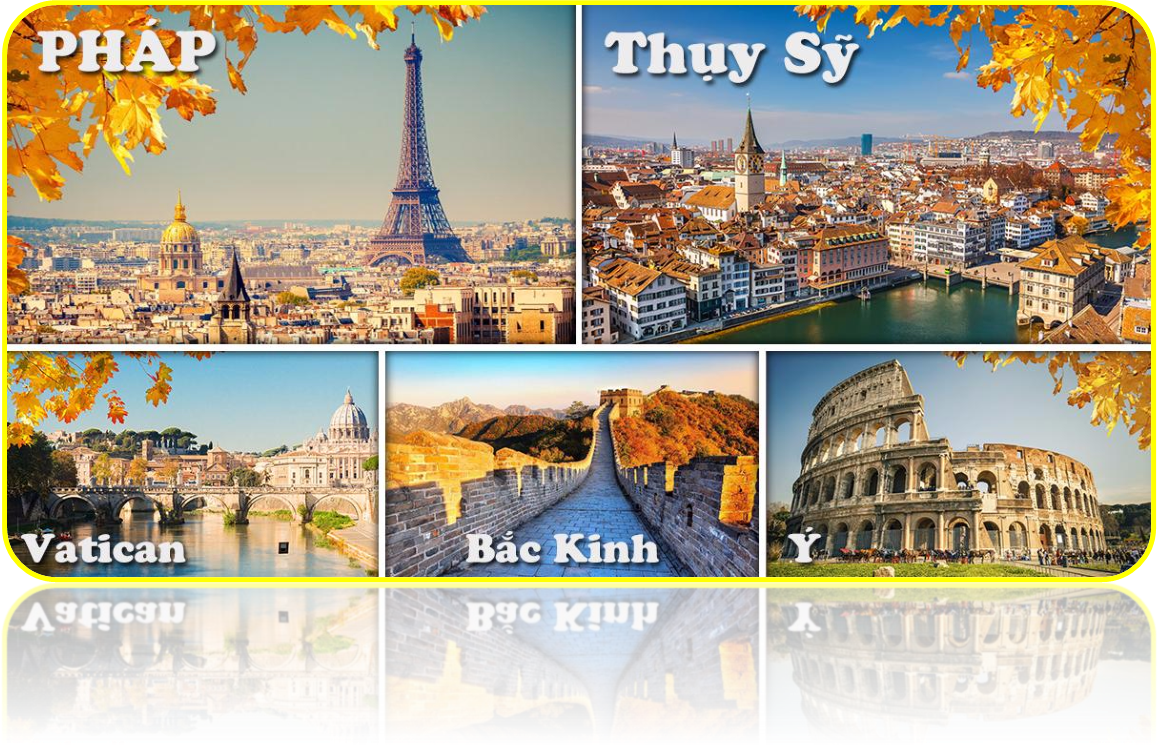 PHÁP
Thụy Sỹ
Vatican
Bắc Kinh
Ý